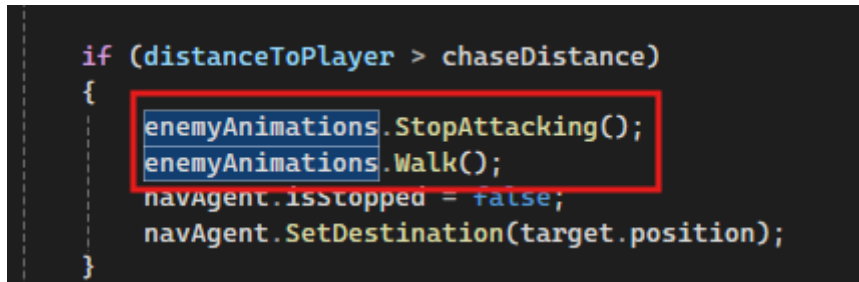 if (distanceToPlayer > chaseDistance)
{
enemyAnimations.StopAttacking();
enemyAnimations.Walk();
navAgent.isStopped = false;
navAgent.SetDestination(target.position);
}